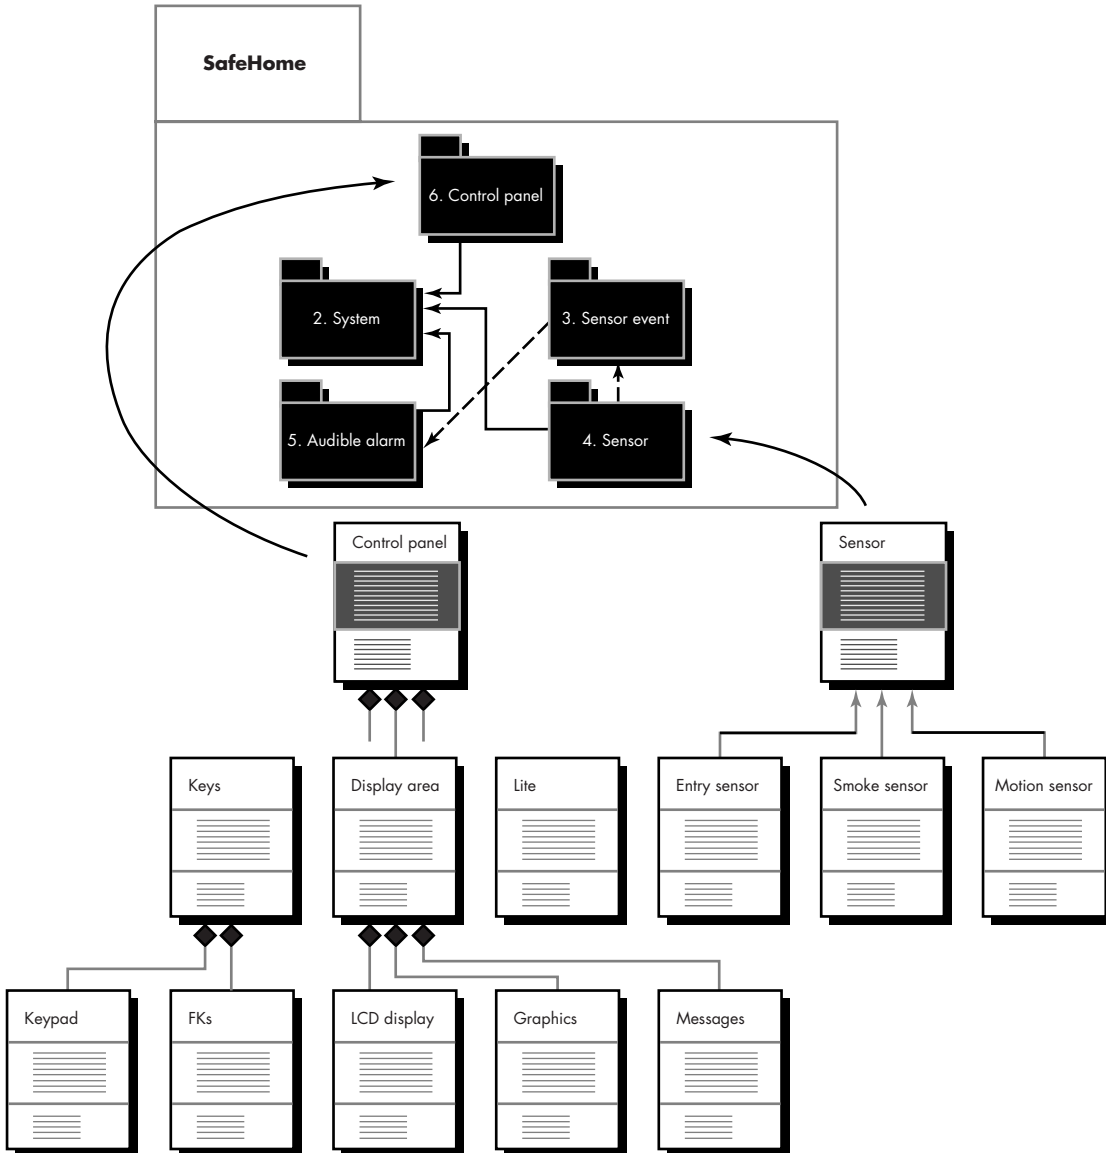 SafeHome
6. Control panel
2. System
3. Sensor event
5. Audible alarm
4. Sensor
Control panel
Sensor
Keys
Display area
Lite
Entry sensor
Smoke sensor
Motion sensor
Keypad
FKs
LCD display
Graphics
Messages